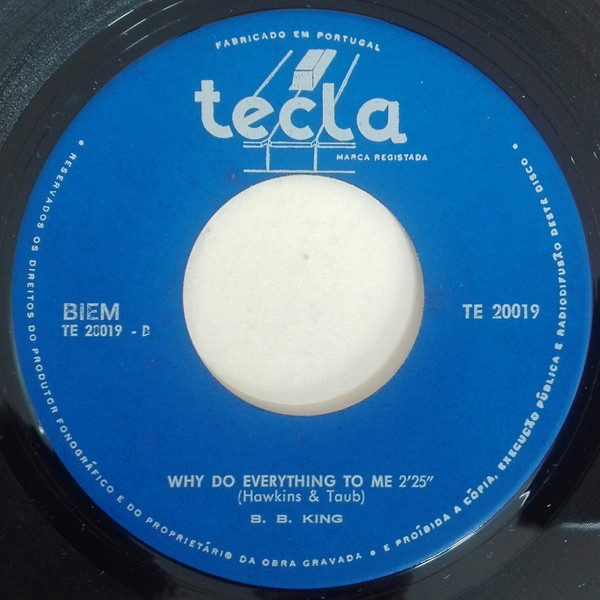 FABRICADO EM PORTUGAL
tecla
MARCA REGISTADA
BIEM
TE 20019 - B
TE 20019
WHY DO EVERYTHING TO ME 2'25"
(Hawkins & Taub)
B. B. KING
• RESERVADOS OS DIREITOS DO PRODUTOR FONOGRÁFICO E DO PROPRIETÁRIO DA OBRA GRAVADA • E PROÍBIDA A CÓPIA, EXECUÇÃO PÚBLICA E RADIODIFUSÃO DESTE DISCO •